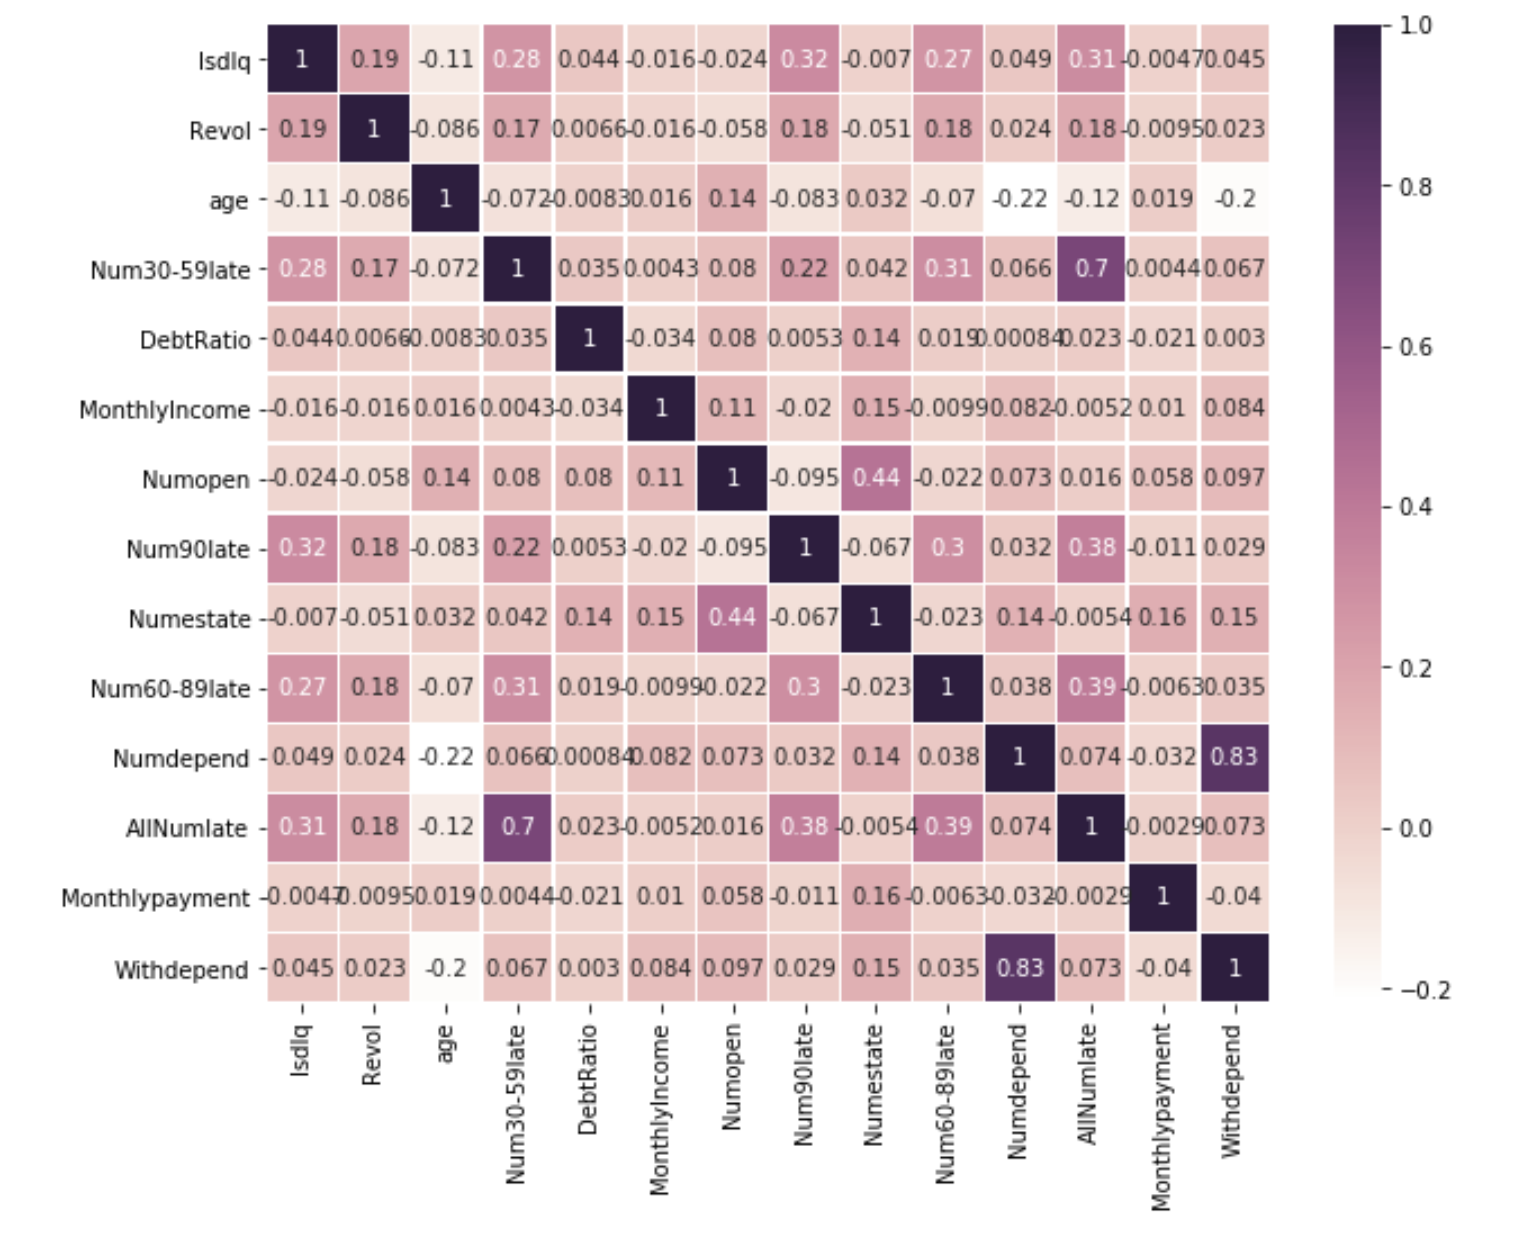 Isdlq 1 0.19 -0.11 0.28 0.044 -0.016 -0.024 0.32 -0.007 0.27 0.049 0.31 -0.0047 0.045
Revol 0.19 1 -0.086 0.17 0.0066 -0.016 -0.058 0.18 -0.051 0.18 0.024 0.18 -0.0095 0.023
age -0.11 -0.086 1 -0.072 -0.0083 0.016 0.14 -0.083 0.032 -0.07 -0.22 -0.12 0.019 -0.2
Num30-59late 0.28 0.17 -0.072 1 0.035 0.0043 0.08 0.22 0.042 0.31 0.066 0.7 0.0044 0.067
DebtRatio 0.044 0.0066 -0.0083 0.035 1 -0.034 0.08 0.0053 0.14 0.019 0.00084 0.023 -0.021 0.003
MonthlyIncome -0.016 -0.016 0.016 0.0043 -0.034 1 0.11 -0.02 0.15 -0.0099 0.082 -0.0052 0.01 0.084
Numopen -0.024 -0.058 0.14 0.08 0.08 0.11 1 -0.095 0.44 -0.022 0.073 0.016 0.058 0.097
Num90late 0.32 0.18 -0.083 0.22 0.0053 -0.02 -0.095 1 -0.067 0.3 0.032 0.38 -0.011 0.029
Numestate -0.007 -0.051 0.032 0.042 0.14 0.15 0.44 -0.067 1 -0.023 0.14 -0.0054 0.16 0.15
Num60-89late 0.27 0.18 -0.07 0.31 0.019 -0.0099 -0.022 0.3 -0.023 1 0.038 0.39 -0.0063 0.035
Numdepend 0.049 0.024 -0.22 0.066 0.00084 0.082 0.073 0.032 0.14 0.038 1 0.074 -0.032 0.83
AllNumlate 0.31 0.18 -0.12 0.7 0.023 -0.0052 0.016 0.38 -0.0054 0.39 0.074 1 -0.0029 0.073
Monthlypayment -0.0047 -0.0095 0.019 0.0044 -0.021 0.01 0.058 -0.011 0.16 -0.0063 -0.032 -0.0029 1 -0.04
Withdepend 0.045 0.023 -0.2 0.067 0.003 0.084 0.097 0.029 0.15 0.035 0.83 0.073 -0.04 1
Isdlq Revol age Num30-59late DebtRatio MonthlyIncome Numopen Num90late Numestate Num60-89late Numdepend AllNumlate Monthlypayment Withdepend
1.0
0.8
0.6
0.4
0.2
0.0
−0.2